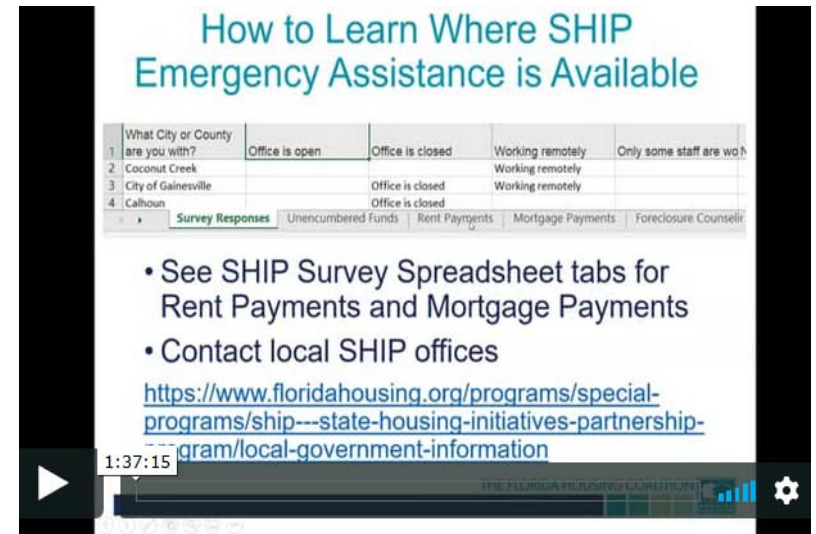 How to Learn Where SHIP
Emergency Assistance is Available
What City or County
1 are you with? Office is open Office is closed Working remotely Only some staff are wo N
2 Coconut Creek Working remotely
3 City of Gainesville Office is closed Working remotely
4 Calhoun Office is closed
Survey Responses Unencumbered Funds Rent Payments Mortgage Payments Foreclosure Counselin
• See SHIP Survey Spreadsheet tabs for
Rent Payments and Mortgage Payments
• Contact local SHIP offices
https://www.floridahousing.org/programs/special-
programs/ship---state-housing-initiatives-partnership-
program/local-government-information
1:37:15
THE FLORIDA HOUSING COALITION